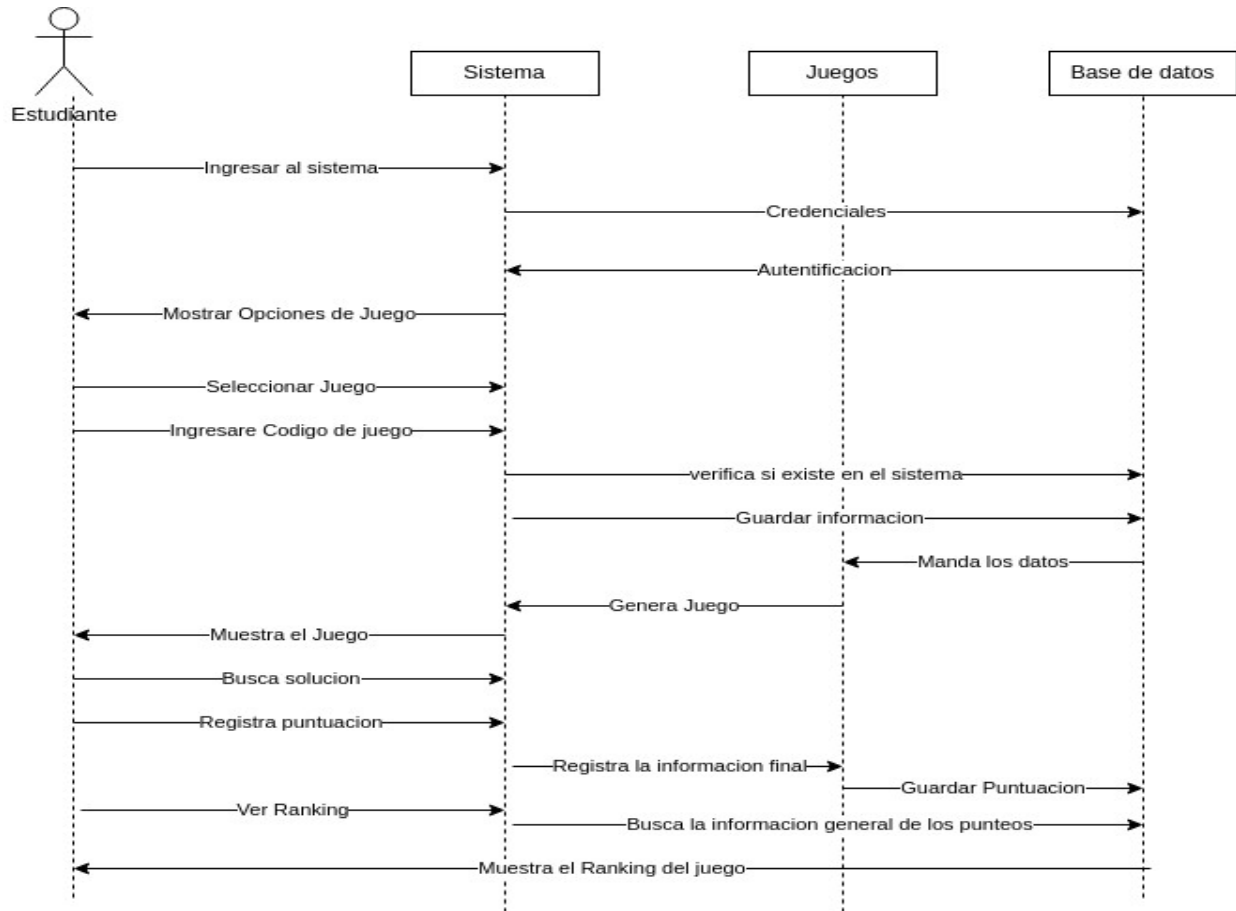 Sistema
Juegos
Base de datos
Estudiante
Ingresar al sistema
Credenciales
Autentificacion
Mostrar Opciones de Juego
Seleccionar Juego
Ingresare Codigo de juego
verifica si existe en el sistema
Guardar informacion
Manda los datos
Genera Juego
Muestra el Juego
Busca solucion
Registra puntuacion
Registra la informacion final
Guardar Puntuacion
Ver Ranking
Busca la informacion general de los punteos
Muestra el Ranking del juego